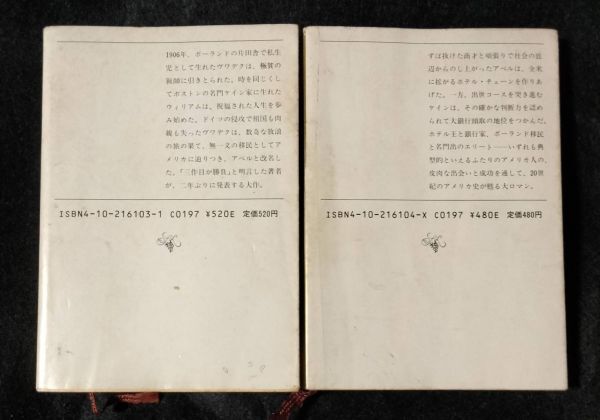 1906年、ポーランドの片田舎で私生
児として生れたヴワデクは、極貧の
猟師に引きとられた。時を同じくし
てボストンの名門ケイン家に生れた
ウィリアムは、祝福された人生を歩
み始めた。ドイツの侵攻で祖国も肉
親も失ったヴワデクは、数奇な放浪
の旅の果て、無一文の移民としてア
メリカに辿りつき、アベルと改名し
た。「三作目が勝負」と明言した著者
が、二年ぶりに発表する大作。
ISBN4-10-216103-1 C0197 ¥520E 定価520円
ずば抜けた商才と頑張りで社会の底
辺からのし上がったアベルは、全米
に拡がるホテル・チェーンを作りあ
げた。一方、出世コースを突き進む
ケインは、その確かな判断力を認め
られて大銀行頭取の地位をつかんだ。
ホテル王と銀行家、ポーランド移民
と名門出のエリート――いずれも典
型的といえるふたりのアメリカ人の、
皮肉な出会いと成功を通して、20世
紀のアメリカ史が甦る大ロマン。
ISBN4-10-216104-X C0197 ¥480E 定価480円